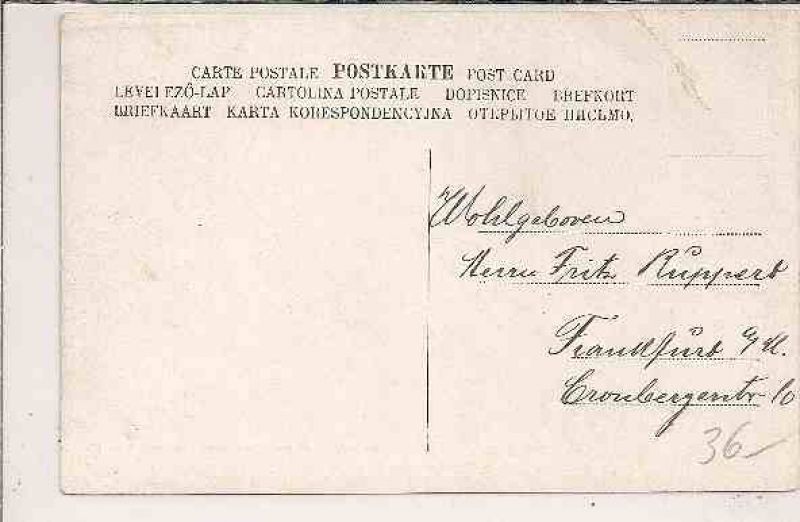 CARTE POSTALE POSTKARTE POST CARD
LEVELEZŐ-LAP CARTOLINA POSTALE DOPISNICE BREFKORT
BRIEFKAART KARTA KORESPONDENCYJNA ОТКРЫТОЕ ПИСЬМО.
Wohlgeboren
Herrn Fritz Ruppert
Frankfurt a/M.
Cronbergerstr. 10
36-